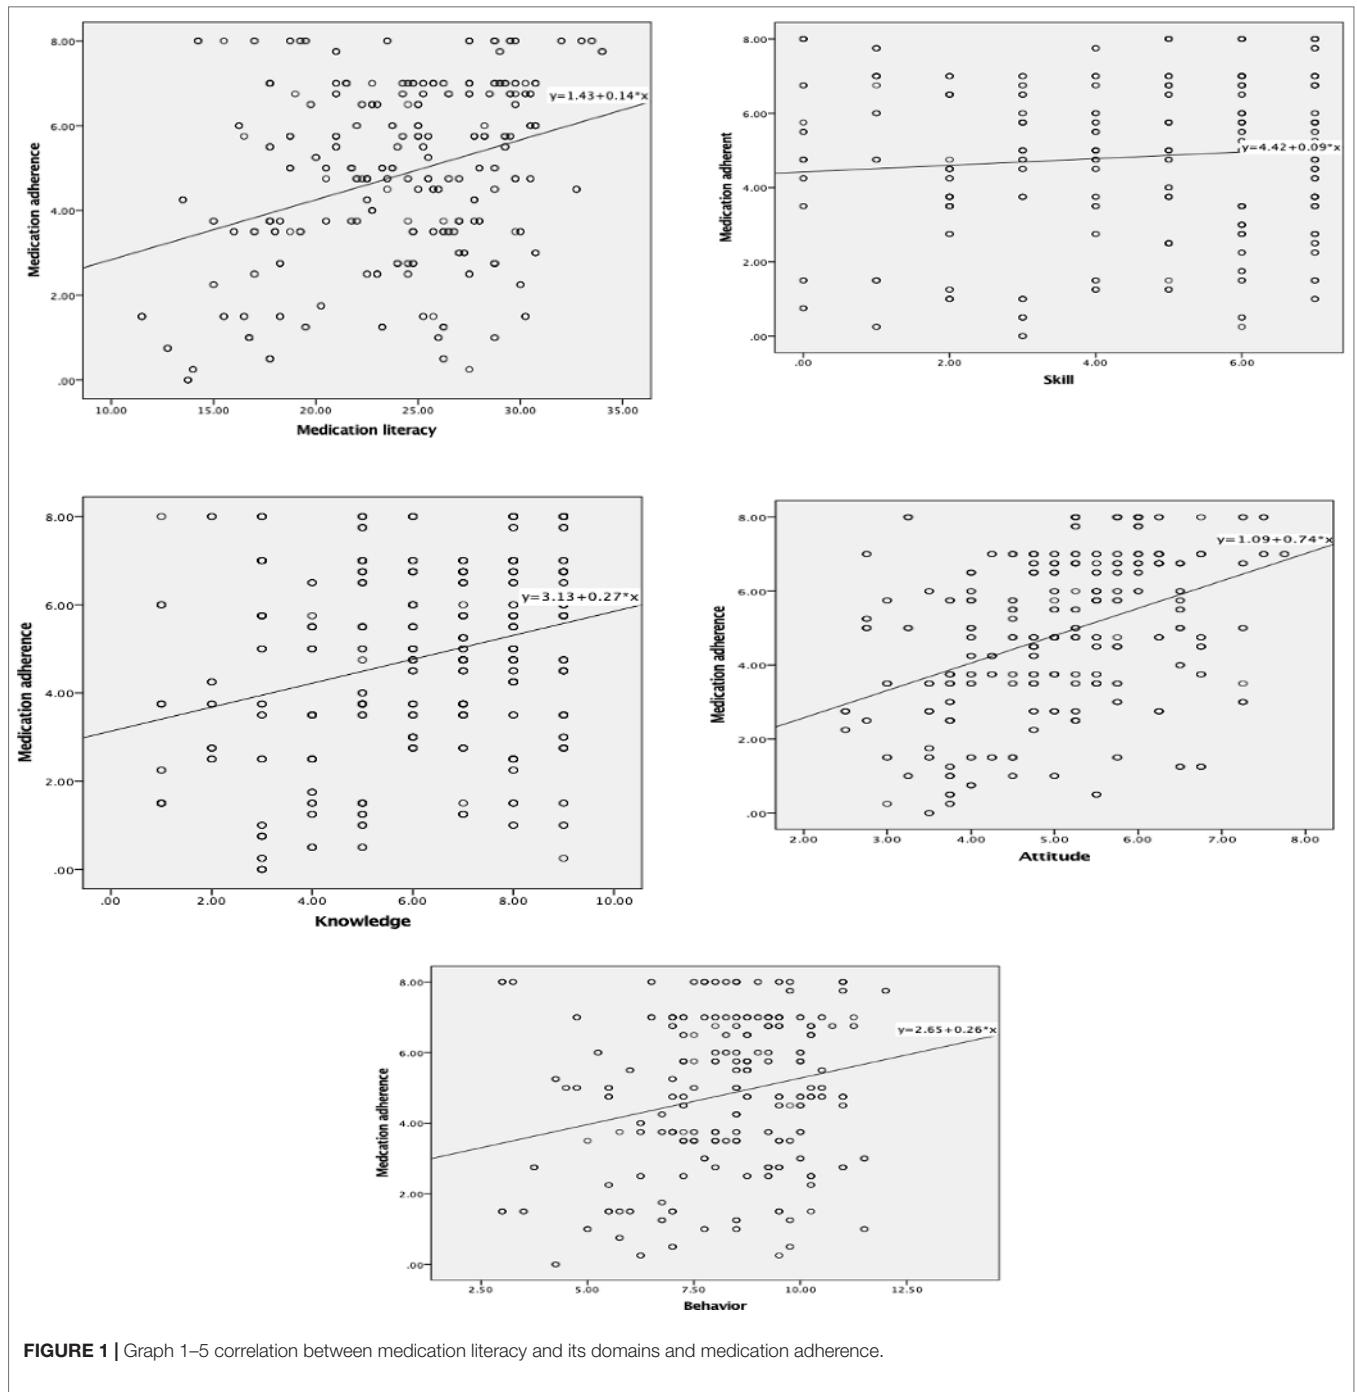 8.00
6.00
4.00
2.00
.00
Medication adherence
y=1.43+0.14*x
10.00 15.00 20.00 25.00 30.00 35.00
Medication literacy
8.00
6.00
4.00
2.00
.00
Medication adherent
y=4.42+0.09*x
.00 2.00 4.00 6.00
Skill
8.00
6.00
4.00
2.00
.00
Medication adherence
y=3.13+0.27*x
.00 2.00 4.00 6.00 8.00 10.00
Knowledge
8.00
6.00
4.00
2.00
.00
Medication adherence
y=1.09+0.74*x
2.00 3.00 4.00 5.00 6.00 7.00 8.00
Attitude
8.00
6.00
4.00
2.00
.00
Medcation adherence
y=2.65+0.26*x
2.50 5.00 7.50 10.00 12.50
Behavior
FIGURE 1 | Graph 1–5 correlation between medication literacy and its domains and medication adherence.